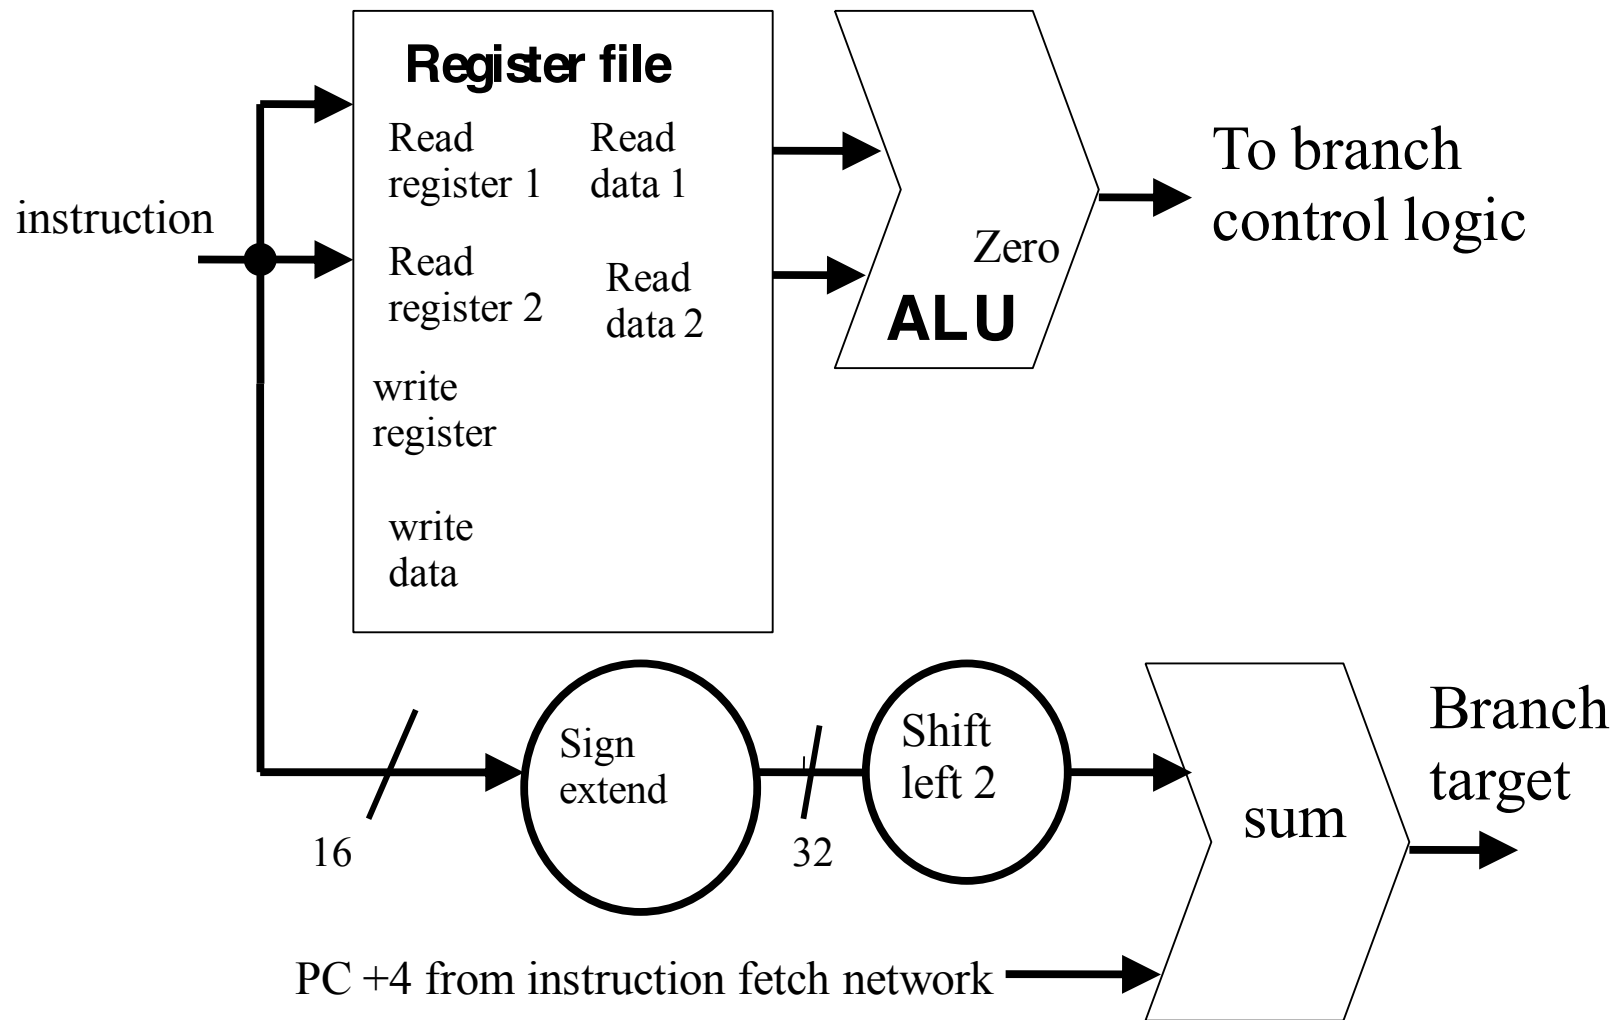 Register file
Read
register 1
Read
data 1
instruction
Read
register 2
Read
data 2
write
register
write
data
Zero
ALU
To branch
control logic
Sign
extend
16
32
Shift
left 2
sum
Branch
target
PC +4 from instruction fetch network